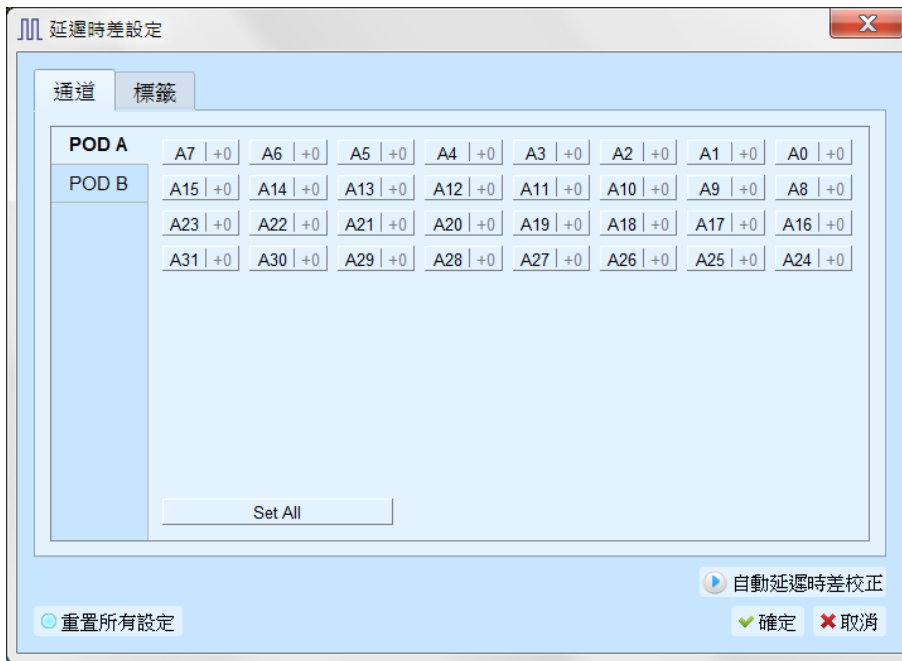 延遲時差設定
通道 標籤
POD A
POD B
A7 +0 A6 +0 A5 +0 A4 +0 A3 +0 A2 +0 A1 +0 A0 +0
A15 +0 A14 +0 A13 +0 A12 +0 A11 +0 A10 +0 A9 +0 A8 +0
A23 +0 A22 +0 A21 +0 A20 +0 A19 +0 A18 +0 A17 +0 A16 +0
A31 +0 A30 +0 A29 +0 A28 +0 A27 +0 A26 +0 A25 +0 A24 +0
Set All
自動延遲時差校正
重置所有設定 確定 取消